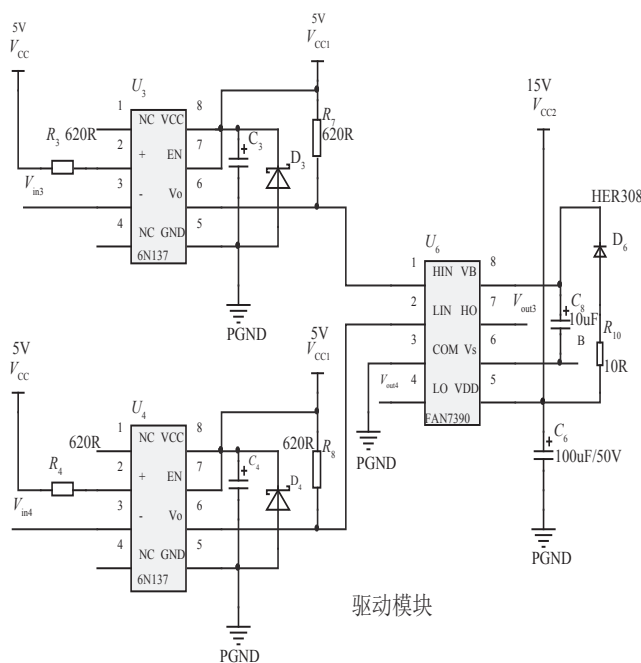 5V
VCC
5V
VCC1
U3
1
NC VCC
8
R3 620R
2
+ EN
7
C3
D3
R7
620R
Vin3
3
- Vo
6
4
NC GND
5
6N137
PGND
15V
VCC2
HER308
D6
U6
1
HIN VB
8
2
LIN HO
7
Vout3
C8
10uF
3
COM Vs
6
B
R10
10R
Vout4
4
LO VDD
5
FAN7390
PGND
C6
100uF/50V
PGND
5V
VCC
5V
VCC1
U4
620R
1
NC VCC
8
R4
2
+ EN
7
C4
D4
620R
R8
Vin4
3
- Vo
6
4
NC GND
5
6N137
PGND
驱动模块